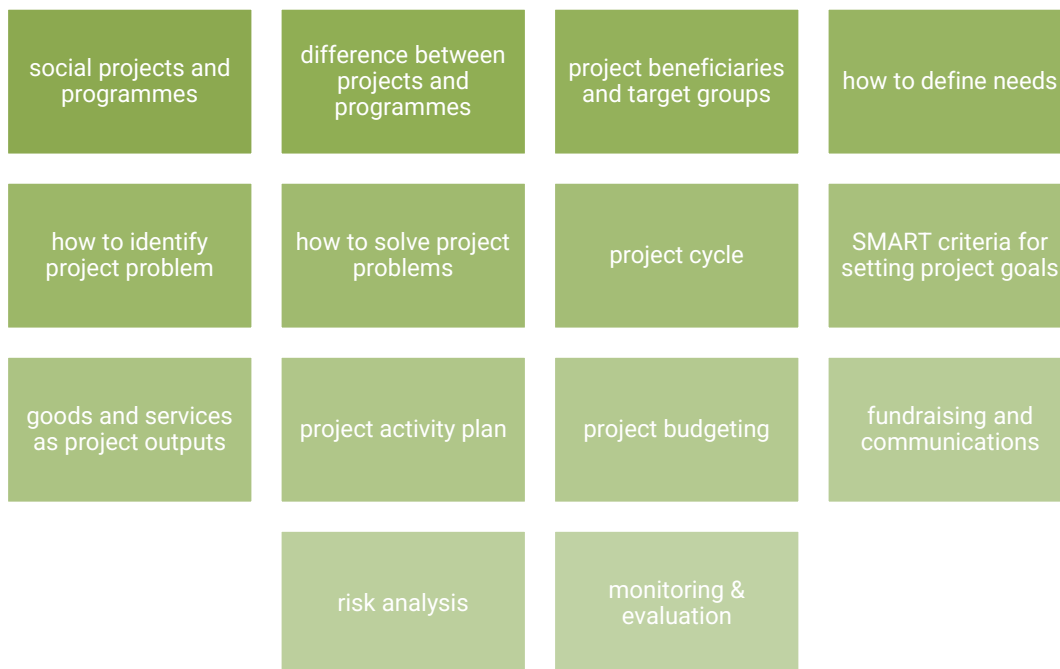 social projects and
programmes
difference between
projects and
programmes
project beneficiaries
and target groups
how to define needs
how to identify
project problem
how to solve project
problems
project cycle
SMART criteria for
setting project goals
goods and services
as project outputs
project activity plan
project budgeting
fundraising and
communications
risk analysis
monitoring &
evaluation